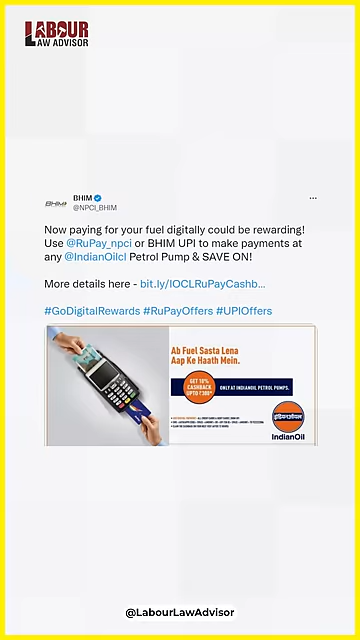 LABOUR
LAW ADVISOR
BHIM
@NPCI_BHIM
Now paying for your fuel digitally could be rewarding!
Use @RuPay_npci or BHIM UPI to make payments at
any @IndianOilcl Petrol Pump & SAVE ON!
More details here - bit.ly/IOCLRuPayCashb...
#GoDigitalRewards #RuPayOffers #UPIOffers
Ab Fuel Sasta Lena
Aap Ke Haath Mein.
GET 10%
CASHBACK
UPTO ₹300*
ONLY AT INDIANOIL PETROL PUMPS.
इंडियनऑयल
IndianOil
@LabourLawAdvisor